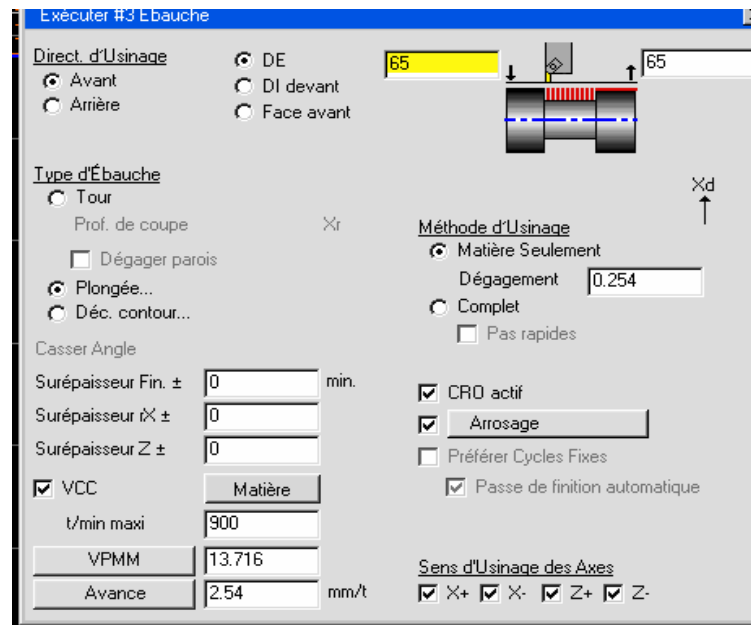 Exécuter #3 Ebauche
Direct. d'Usinage
Avant
Arrière
DE
DI devant
Face avant
65
65
Type d'Ébauche
Tour
Prof. de coupe Xr
Dégager parois
Plongée...
Déc. contour...
Xd
Méthode d'Usinage
Matière Seulement
Dégagement 0.254
Complet
Pas rapides
Casser Angle
Surépaisseur Fin. ± 0 min.
Surépaisseur rX ± 0
Surépaisseur Z ± 0
CRO actif
Arrosage
Préférer Cycles Fixes
Passe de finition automatique
VCC Matière
t/min maxi 900
VPMM 13.716
Avance 2.54 mm/t
Sens d'Usinage des Axes
X+ X- Z+ Z-